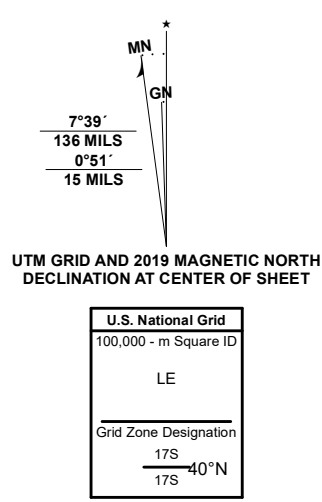 MN
GN
7°39´
136 MILS
0°51´
15 MILS
UTM GRID AND 2019 MAGNETIC NORTH
DECLINATION AT CENTER OF SHEET
U.S. National Grid
100,000 - m Square ID
LE
Grid Zone Designation
17S
40°N
17S